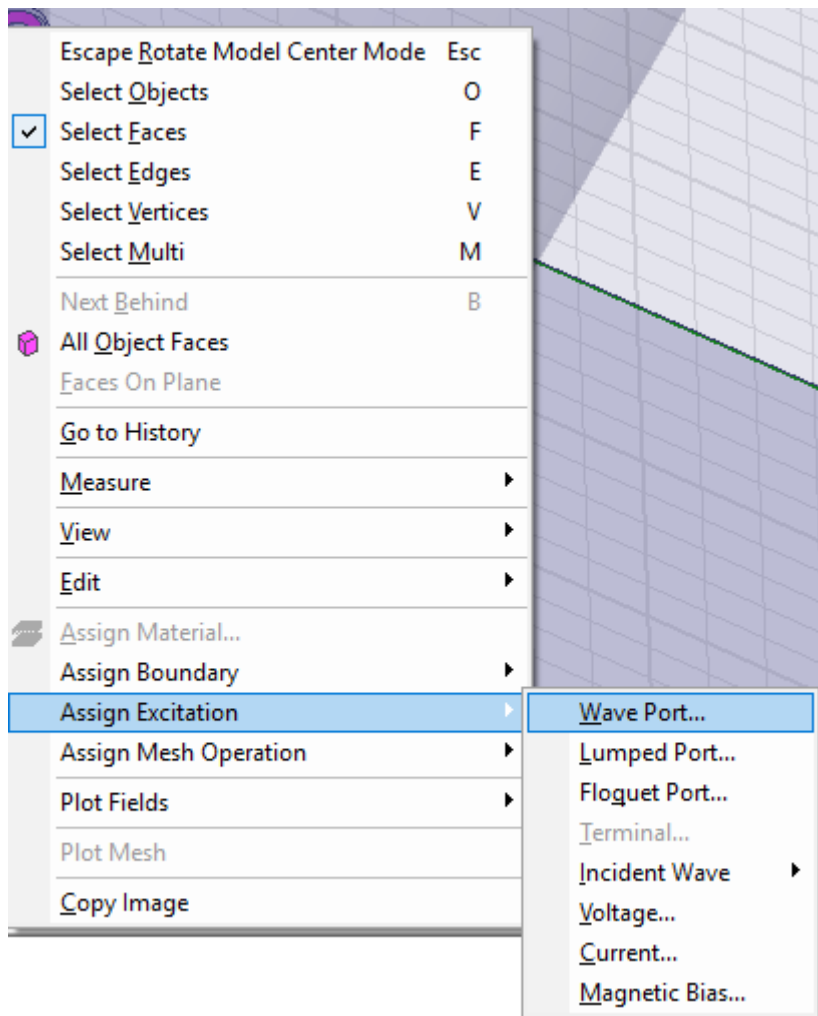 Escape Rotate Model Center Mode Esc
Select Objects O
Select Faces F
Select Edges E
Select Vertices V
Select Multi M
Next Behind B
All Object Faces
Faces On Plane
Go to History
Measure
View
Edit
Assign Material...
Assign Boundary
Assign Excitation
Assign Mesh Operation
Plot Fields
Plot Mesh
Copy Image
Wave Port...
Lumped Port...
Floquet Port...
Terminal...
Incident Wave
Voltage...
Current...
Magnetic Bias...